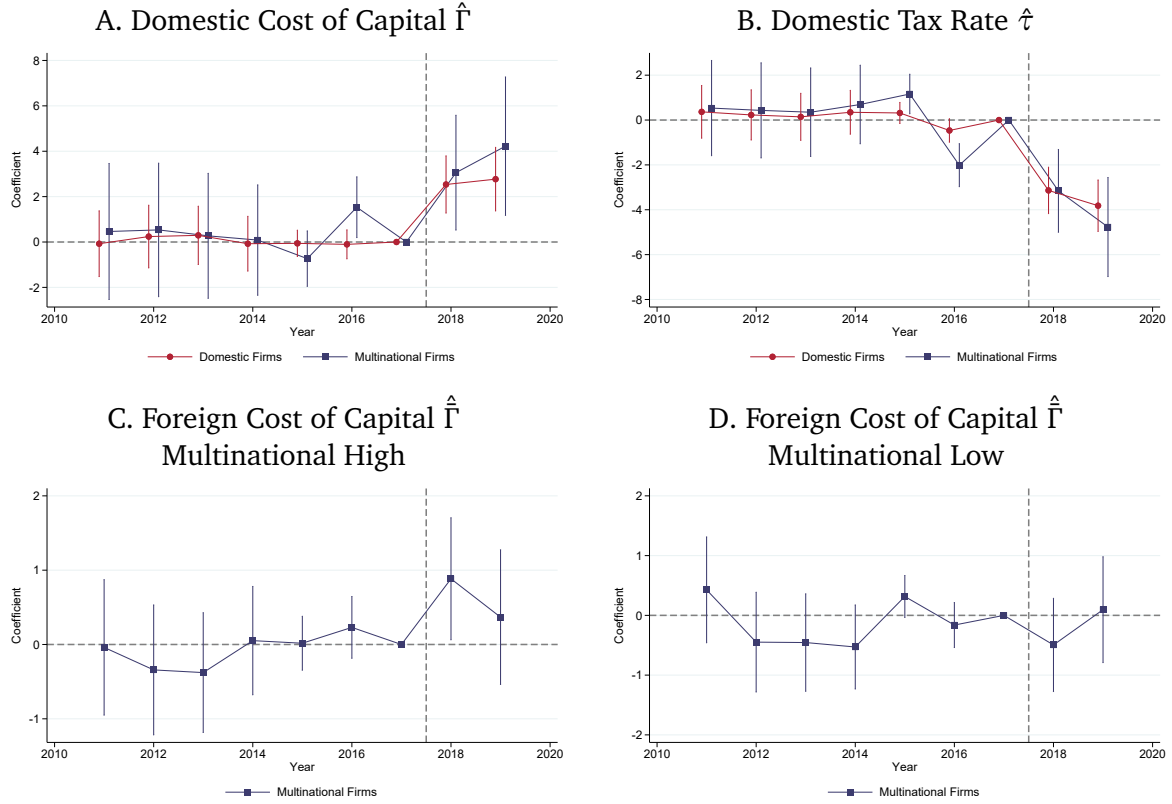 A. Domestic Cost of Capital Γ̂
8
6
4
2
0
-2
Coefficient
2010 2012 2014 2016 2018 2020
Year
Domestic Firms Multinational Firms
B. Domestic Tax Rate τ̂
2
0
-2
-4
-6
-8
Coefficient
2010 2012 2014 2016 2018 2020
Year
Domestic Firms Multinational Firms
C. Foreign Cost of Capital Γ̄̂
Multinational High
2
1
0
-1
Coefficient
2010 2012 2014 2016 2018 2020
Year
Multinational Firms
D. Foreign Cost of Capital Γ̄̂
Multinational Low
2
1
0
-1
-2
Coefficient
2010 2012 2014 2016 2018 2020
Year
Multinational Firms